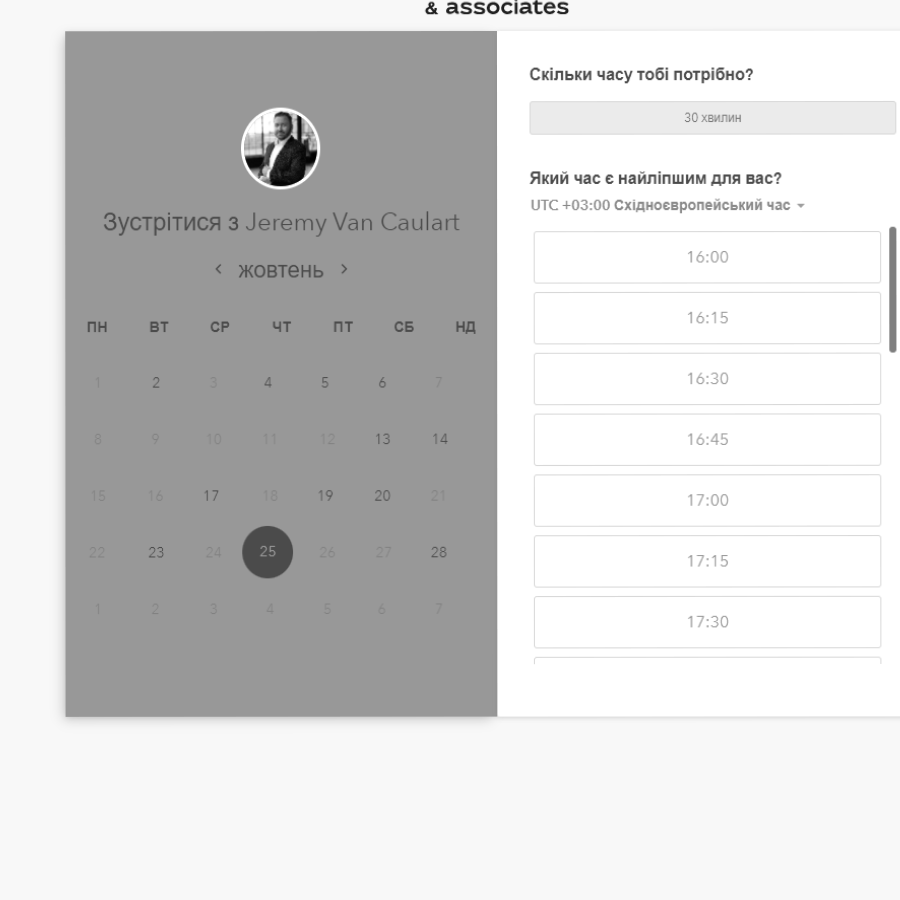 & associates
Зустрітися з Jeremy Van Caulart
жовтень
ПН ВТ СР ЧТ ПТ СБ НД
1 2 3 4 5 6 7
8 9 10 11 12 13 14
15 16 17 18 19 20 21
22 23 24 25 26 27 28
1 2 3 4 5 6 7
Скільки часу тобі потрібно?
30 хвилин
Який час є найліпшим для вас?
UTC +03:00 Східноєвропейський час
16:00
16:15
16:30
16:45
17:00
17:15
17:30